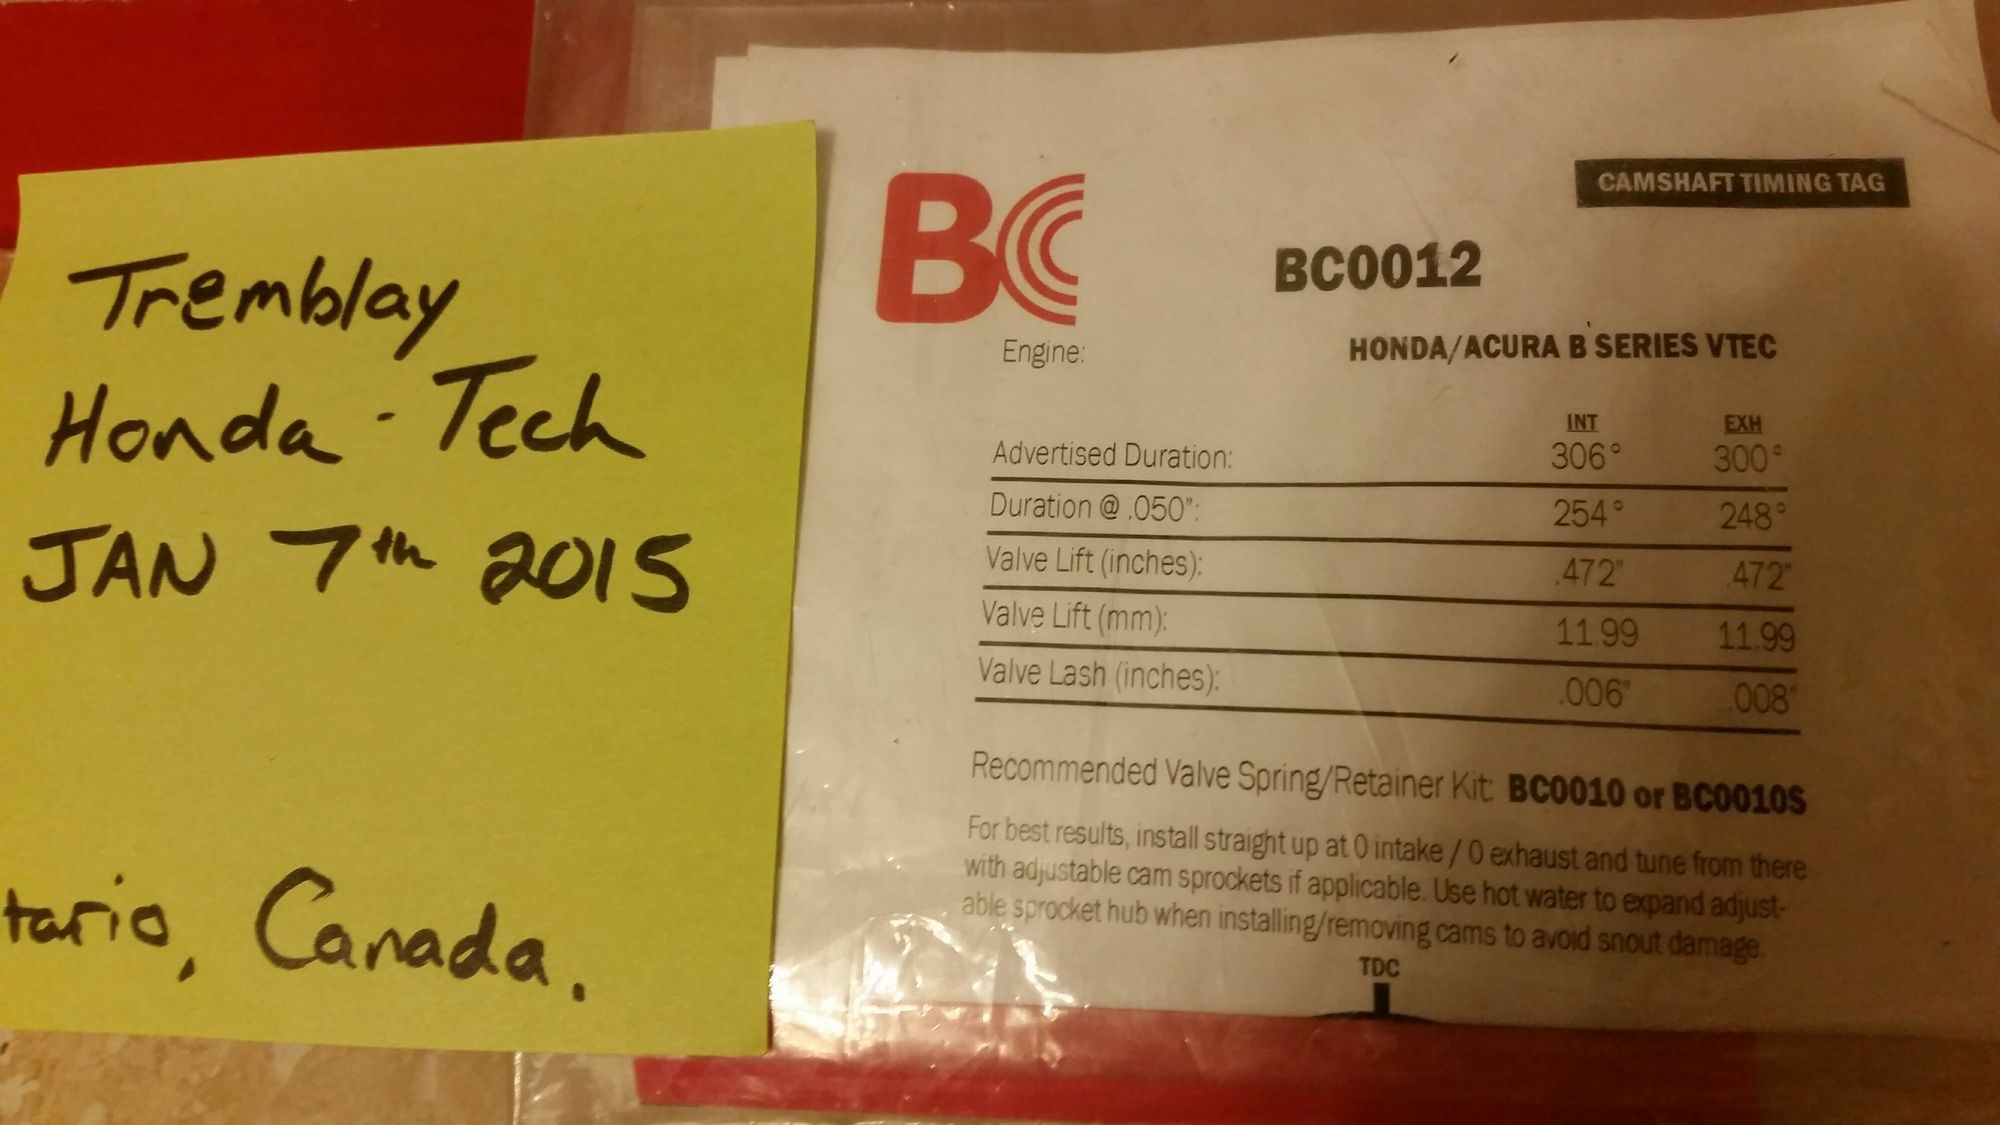 Tremblay
Honda-Tech
JAN 7th 2015
tario, Canada.
BC
CAMSHAFT TIMING TAG
BC0012
Engine: HONDA/ACURA B SERIES VTEC
INT EXH
Advertised Duration: 306° 300°
Duration @ .050": 254° 248°
Valve Lift (inches): .472" .472"
Valve Lift (mm): 11.99 11.99
Valve Lash (inches): .006" .008"
Recommended Valve Spring/Retainer Kit: BC0010 or BC0010S
For best results, install straight up at 0 intake / 0 exhaust and tune from there
with adjustable cam sprockets if applicable. Use hot water to expand adjust-
able sprocket hub when installing/removing cams to avoid snout damage.
TDC